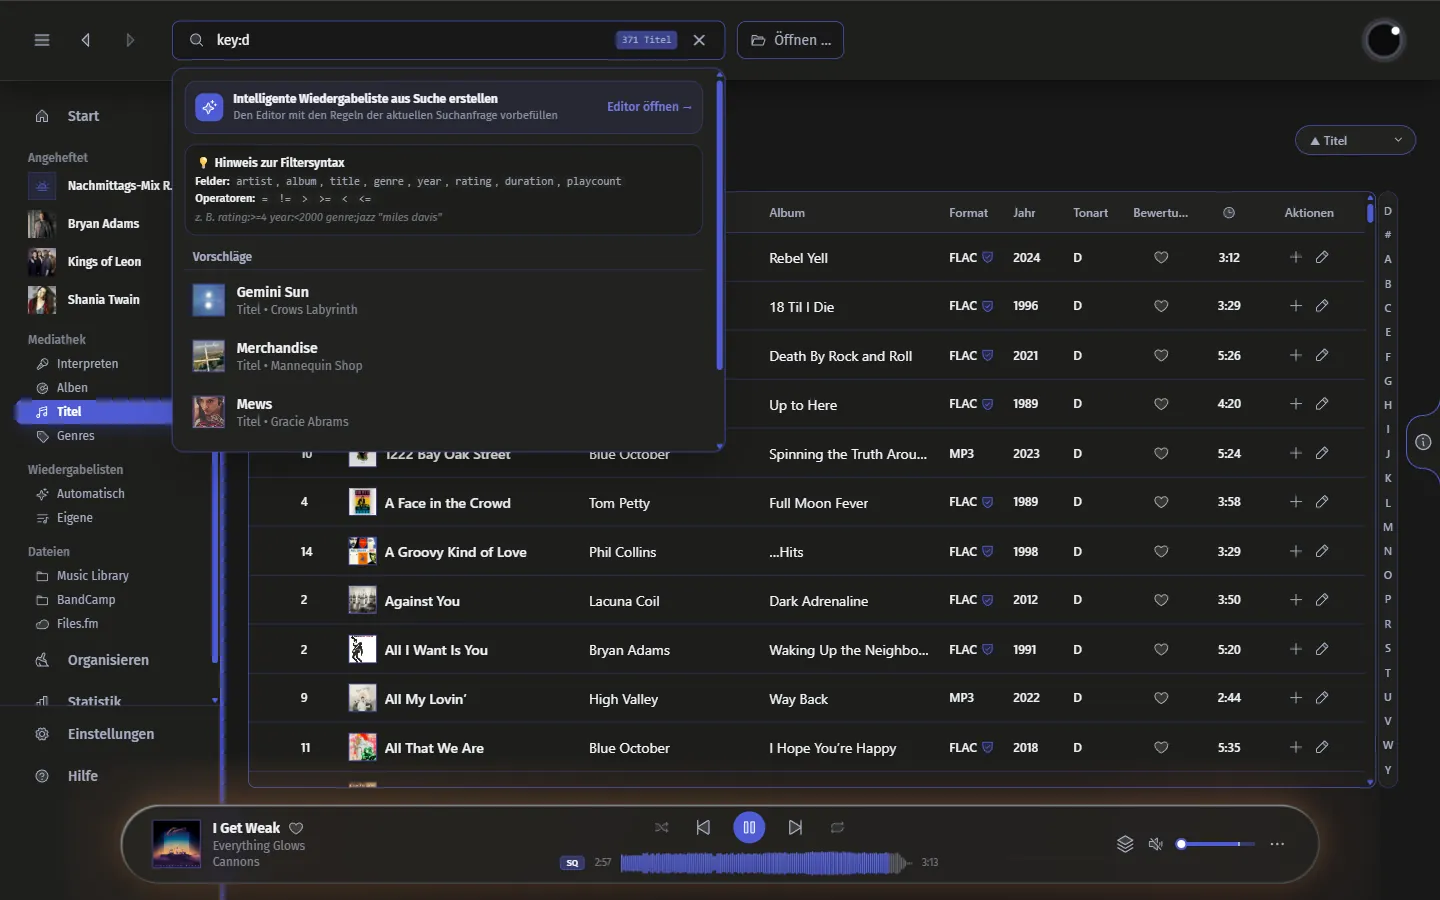 key:d
371 Titel
Öffnen ...
Intelligente Wiedergabeliste aus Suche erstellen
Den Editor mit den Regeln der aktuellen Suchanfrage vorbefüllen
Editor öffnen →
💡 Hinweis zur Filtersyntax
Felder: artist, album, title, genre, year, rating, duration, playcount
Operatoren: = != > >= < <=
z. B. rating:>=4 year:<2000 genre:jazz "miles davis"
Vorschläge
Gemini Sun
Titel • Crows Labyrinth
Merchandise
Titel • Mannequin Shop
Mews
Titel • Gracie Abrams
Start
Angeheftet
Nachmittags-Mix R
Bryan Adams
Kings of Leon
Shania Twain
Mediathek
Interpreten
Alben
Titel
Genres
Wiedergabelisten
Automatisch
Eigene
Dateien
Music Library
BandCamp
Files.fm
Organisieren
Statistik
Einstellungen
Hilfe
▲ Titel
Album Format Jahr Tonart Bewertu... Aktionen
Rebel Yell FLAC 2024 D 3:12
18 Til I Die FLAC 1996 D 3:29
Death By Rock and Roll FLAC 2021 D 5:26
Up to Here FLAC 1989 D 4:20
10 1222 Bay Oak Street Blue October Spinning the Truth Arou... MP3 2023 D 5:24
4 A Face in the Crowd Tom Petty Full Moon Fever FLAC 1989 D 3:58
14 A Groovy Kind of Love Phil Collins ...Hits FLAC 1998 D 3:29
2 Against You Lacuna Coil Dark Adrenaline FLAC 2012 D 3:50
2 All I Want Is You Bryan Adams Waking Up the Neighbo... FLAC 1991 D 5:20
9 All My Lovin' High Valley Way Back MP3 2022 D 2:44
11 All That We Are Blue October I Hope You're Happy FLAC 2018 D 5:35
D
#
A
B
C
E
F
G
H
I
J
K
L
M
N
O
P
R
S
T
U
V
W
Y
I Get Weak
Everything Glows
Cannons
SQ 2:57 3:13